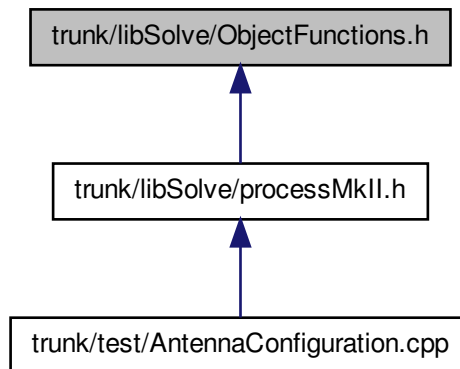 trunk/libSolve/ObjectFunctions.h
trunk/libSolve/processMkII.h
trunk/test/AntennaConfiguration.cpp